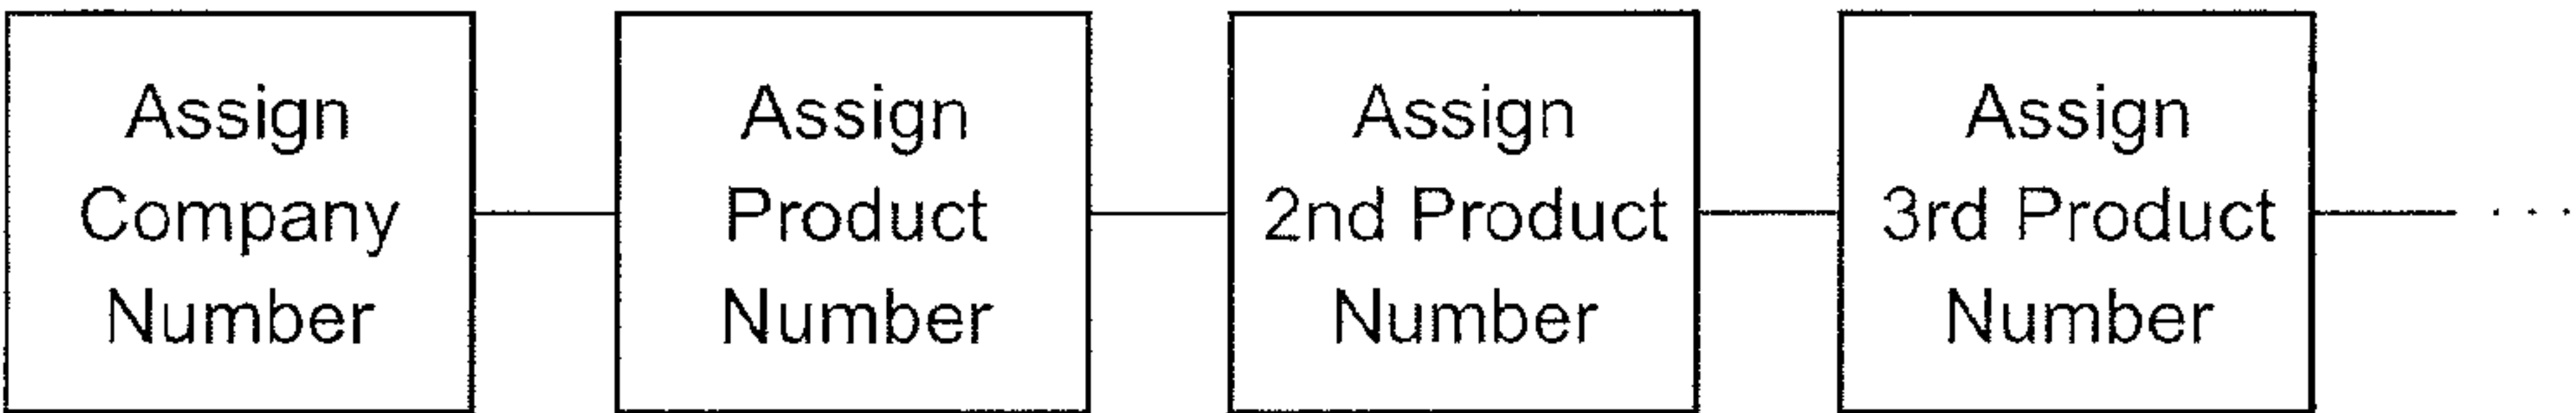 Assign
Company
Number
Assign
Product
Number
Assign
2nd Product
Number
Assign
3rd Product
Number
. . .